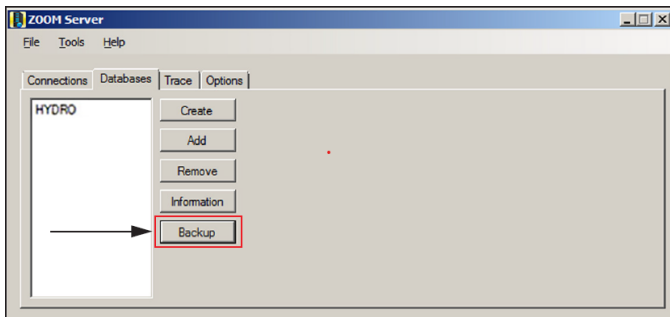 ZOOM Server
File Tools Help
Connections Databases Trace Options
HYDRO
Create
Add
Remove
Information
Backup